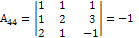 A₄₄ = |1 1 1|
|1 2 3| = −1
|2 1 −1|